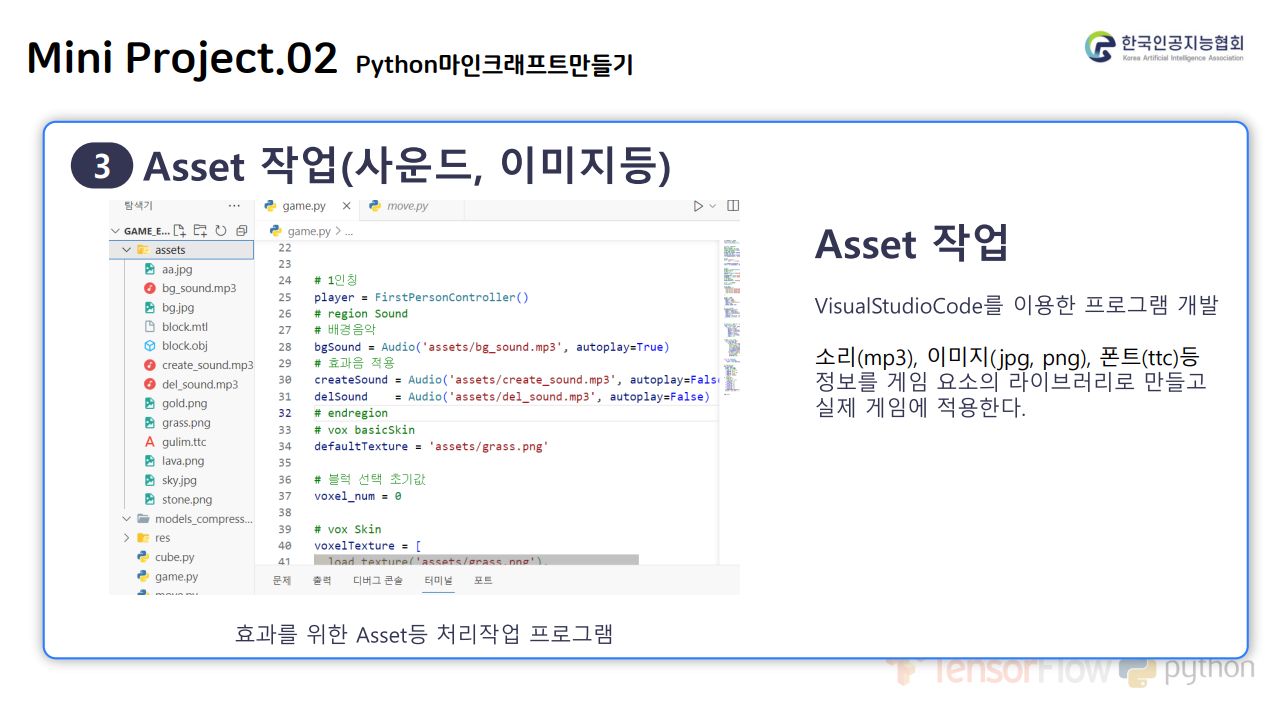 Mini Project.02 Python마인크래프트만들기
한국인공지능협회
Korea Artificial Intelligence Association
3 Asset 작업(사운드, 이미지등)
탐색기
GAME_E...
assets
aa.jpg
bg_sound.mp3
bg.jpg
block.mtl
block.obj
create_sound.mp3
del_sound.mp3
gold.png
grass.png
gulim.ttc
lava.png
sky.jpg
stone.png
models_compress...
res
cube.py
game.py
move.py
game.py move.py
game.py > ...
22
23
24 # 1인칭
25 player = FirstPersonController()
26 # region Sound
27 # 배경음악
28 bgSound = Audio('assets/bg_sound.mp3', autoplay=True)
29 # 효과음 적용
30 createSound = Audio('assets/create_sound.mp3', autoplay=Fals
31 delSound = Audio('assets/del_sound.mp3', autoplay=False)
32 # endregion
33 # vox basicSkin
34 defaultTexture = 'assets/grass.png'
35
36 # 블럭 선택 초기값
37 voxel_num = 0
38
39 # vox Skin
40 voxelTexture = [
41 load_texture('assets/grass.png'),
문제 출력 디버그 콘솔 터미널 포트
효과를 위한 Asset등 처리작업 프로그램
Asset 작업
VisualStudioCode를 이용한 프로그램 개발
소리(mp3), 이미지(jpg, png), 폰트(ttc)등
정보를 게임 요소의 라이브러리로 만들고
실제 게임에 적용한다.
TensorFlow python